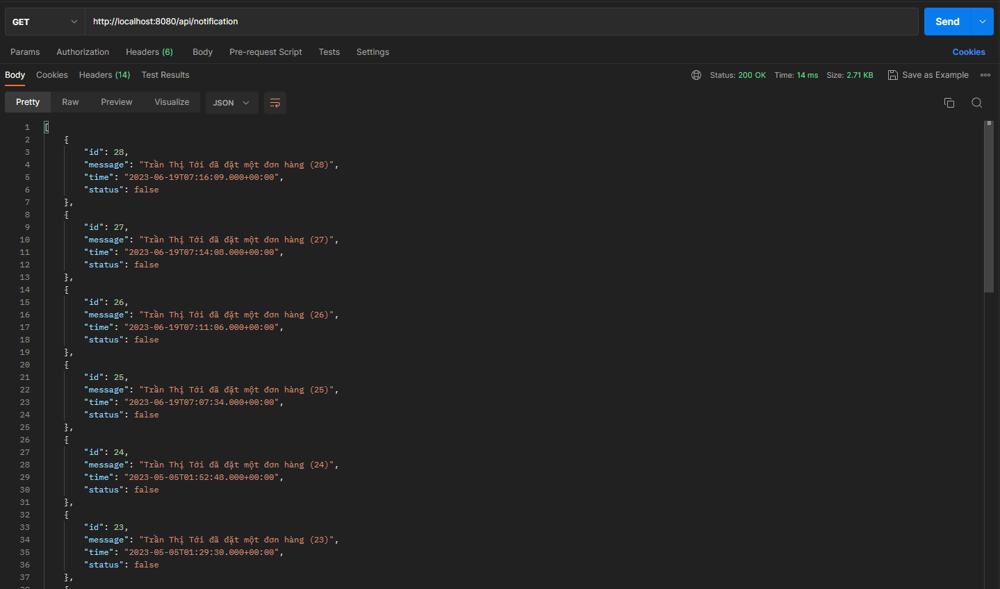 GET http://localhost:8080/api/notification Send
Params Authorization Headers (6) Body Pre-request Script Tests Settings Cookies
Body Cookies Headers (14) Test Results Status: 200 OK Time: 14 ms Size: 2.71 KB Save as Example
Pretty Raw Preview Visualize JSON
1 [
2 {
3 "id": 28,
4 "message": "Trần Thị Tới đã đặt một đơn hàng (28)",
5 "time": "2023-06-19T07:16:09.000+00:00",
6 "status": false
7 },
8 {
9 "id": 27,
10 "message": "Trần Thị Tới đã đặt một đơn hàng (27)",
11 "time": "2023-06-19T07:14:08.000+00:00",
12 "status": false
13 },
14 {
15 "id": 26,
16 "message": "Trần Thị Tới đã đặt một đơn hàng (26)",
17 "time": "2023-06-19T07:11:06.000+00:00",
18 "status": false
19 },
20 {
21 "id": 25,
22 "message": "Trần Thị Tới đã đặt một đơn hàng (25)",
23 "time": "2023-06-19T07:07:34.000+00:00",
24 "status": false
25 },
26 {
27 "id": 24,
28 "message": "Trần Thị Tới đã đặt một đơn hàng (24)",
29 "time": "2023-05-05T01:52:48.000+00:00",
30 "status": false
31 },
32 {
33 "id": 23,
34 "message": "Trần Thị Tới đã đặt một đơn hàng (23)",
35 "time": "2023-05-05T01:29:30.000+00:00",
36 "status": false
37 },